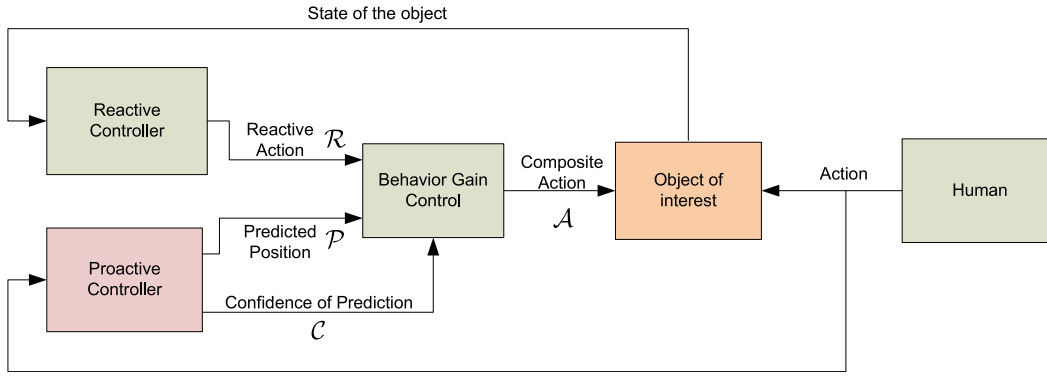 State of the object
Reactive
Controller
Reactive
Action
ℛ
Behavior Gain
Control
Composite
Action
𝒜
Object of
interest
Action
Human
Predicted
Position
𝒫
Proactive
Controller
Confidence of Prediction
𝒞